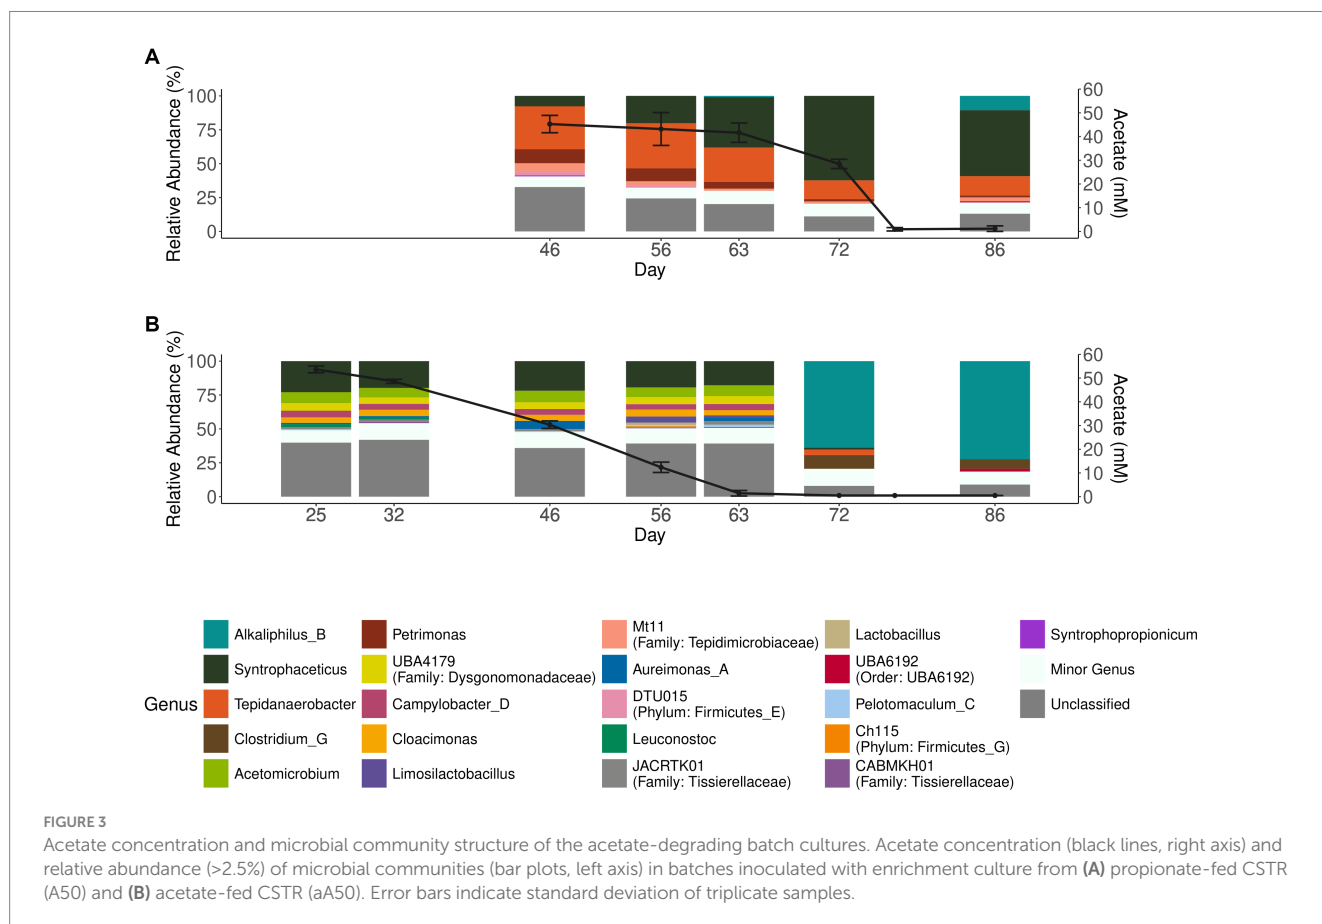 A
Relative Abundance (%)
100
75
50
25
0
60
50
40
30
20
10
0
Acetate (mM)
46 56 63 72 86
Day
B
Relative Abundance (%)
100
75
50
25
0
60
50
40
30
20
10
0
Acetate (mM)
25 32 46 56 63 72 86
Day
Genus
Alkaliphilus_B
Syntrophaceticus
Tepidanaerobacter
Clostridium_G
Acetomicrobium
Petrimonas
UBA4179
(Family: Dysgonomonadaceae)
Campylobacter_D
Cloacimonas
Limosilactobacillus
Mt11
(Family: Tepidimicrobiaceae)
Aureimonas_A
DTU015
(Phylum: Firmicutes_E)
Leuconostoc
JACRTK01
(Family: Tissierellaceae)
Lactobacillus
UBA6192
(Order: UBA6192)
Pelotomaculum_C
Ch115
(Phylum: Firmicutes_G)
CABMKH01
(Family: Tissierellaceae)
Syntrophopropionicum
Minor Genus
Unclassified
FIGURE 3
Acetate concentration and microbial community structure of the acetate-degrading batch cultures. Acetate concentration (black lines, right axis) and
relative abundance (>2.5%) of microbial communities (bar plots, left axis) in batches inoculated with enrichment culture from (A) propionate-fed CSTR
(A50) and (B) acetate-fed CSTR (aA50). Error bars indicate standard deviation of triplicate samples.